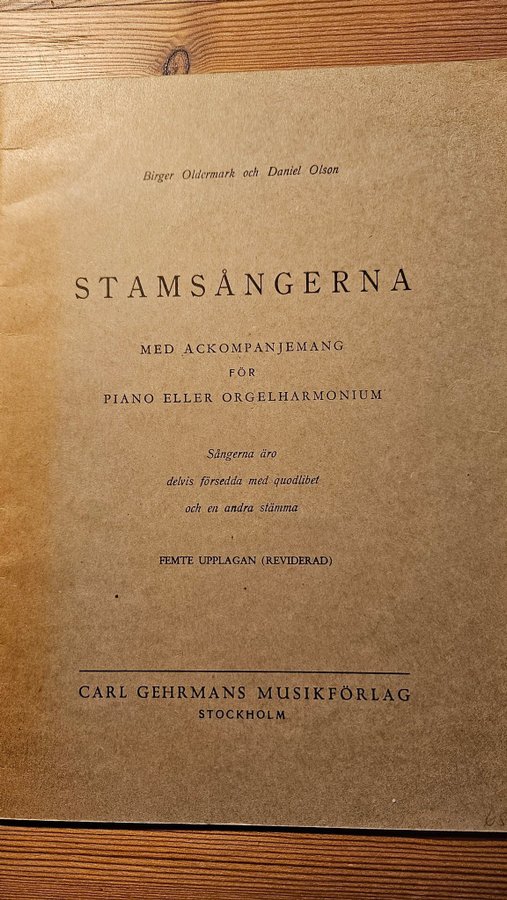 Birger Oldermark och Daniel Olson
STAMSÅNGERNA
MED ACKOMPANJEMANG
FÖR
PIANO ELLER ORGELHARMONIUM
Sångerna äro
delvis försedda med quodlibet
och en andra stämma
FEMTE UPPLAGAN (REVIDERAD)
CARL GEHRMANS MUSIKFÖRLAG
STOCKHOLM